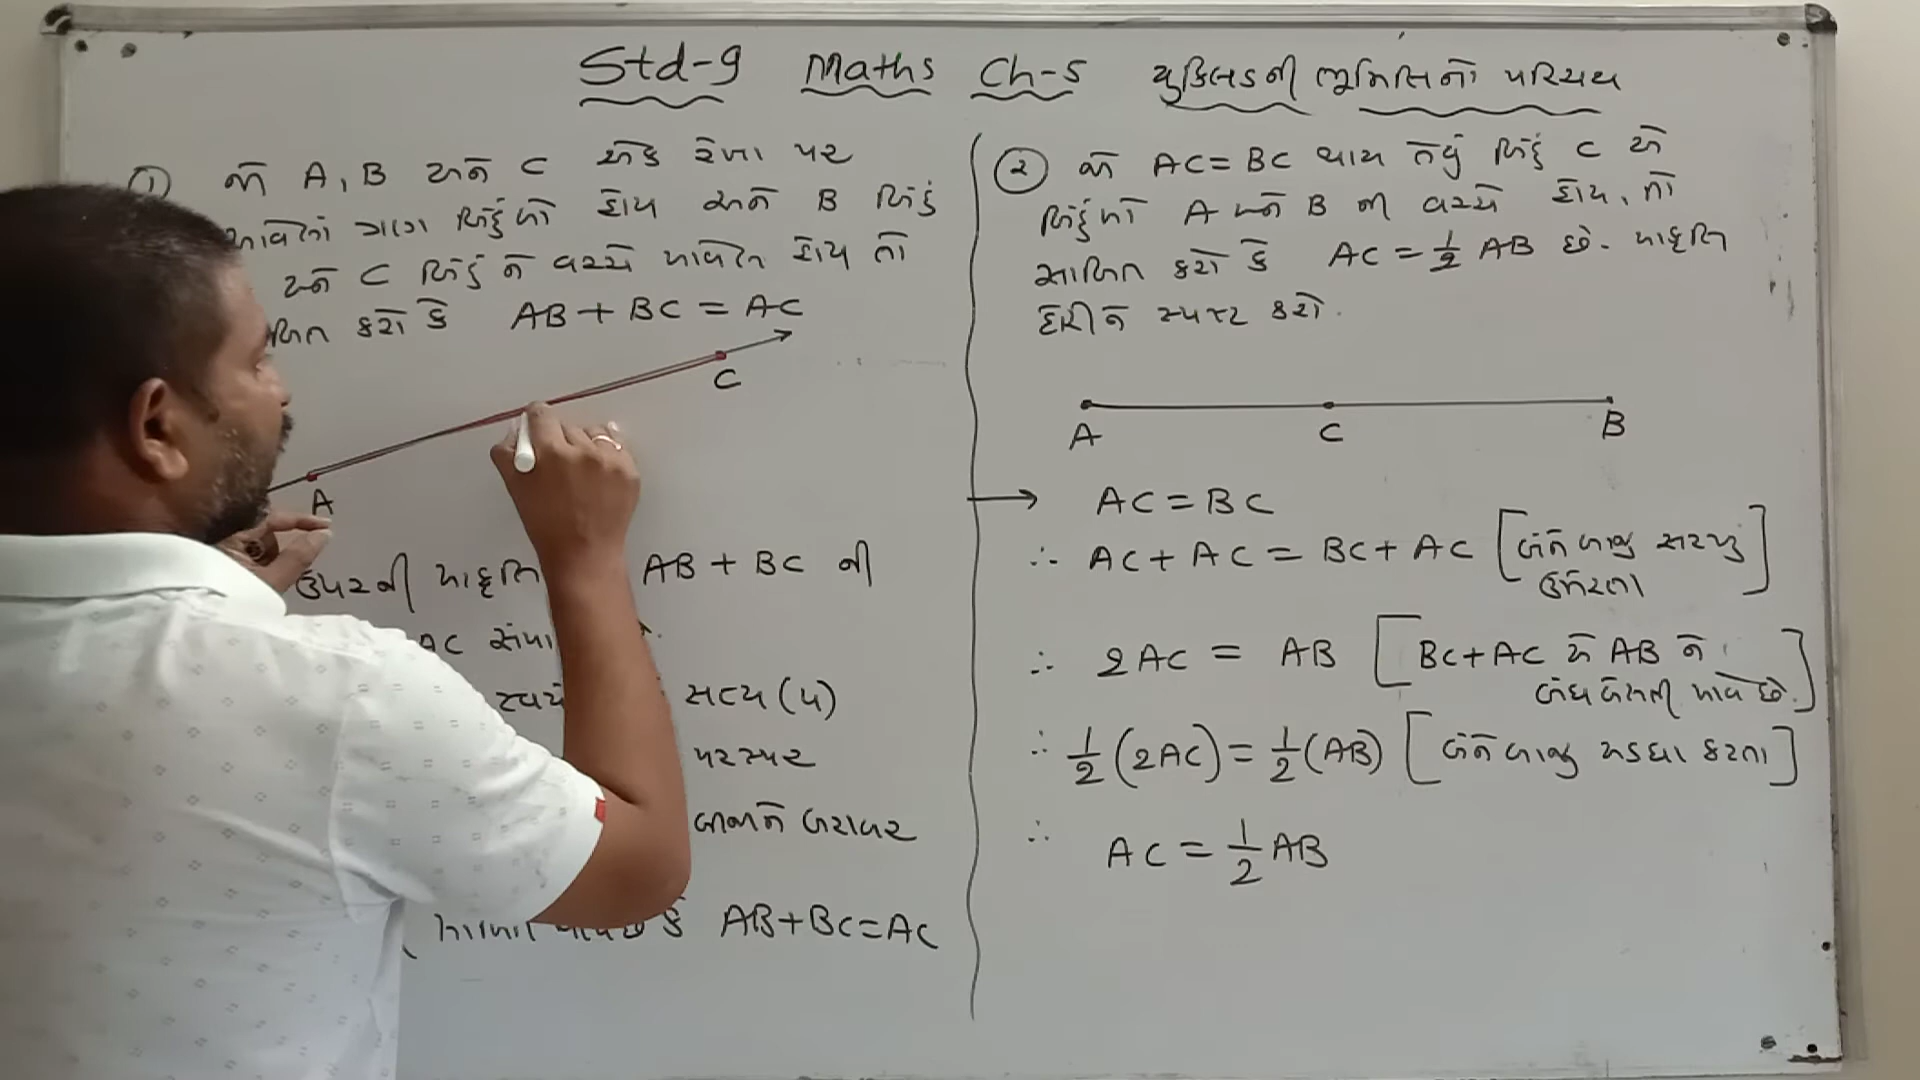 Std-9 Maths Ch-5 યુક્લિડની ભૂમિતિનો પરિચય
① જો A, B અને C એક રેખા પર
આવેલાં ત્રણ બિંદુઓ હોય અને B બિંદુ
અને C બિંદુ ને વચ્ચે આવેલ હોય તો
કરો કે AB + BC = AC
C
A
ઉપરની આકૃતિ AB + BC ની
AC
સત્ય (૫)
પરસ્પર
બાબતે બરાબર
કે AB+BC=AC
② જો AC = BC થાય તેવું બિંદુ C એ
બિંદુઓ A અને B ની વચ્ચે હોય, તો
સાબિત કરો કે AC = 1/2 AB છે. આકૃતિ
દોરીને સ્પષ્ટ કરો.
A C B
→ AC = BC
∴ AC + AC = BC + AC [બંને બાજુ સરખુ
ઉમેરતા]
∴ 2AC = AB [BC+AC એ AB ને
બંધ બેસતી આવે છે.]
∴ 1/2 (2AC) = 1/2 (AB) [બંને બાજુ અડધા કરતા]
∴ AC = 1/2 AB